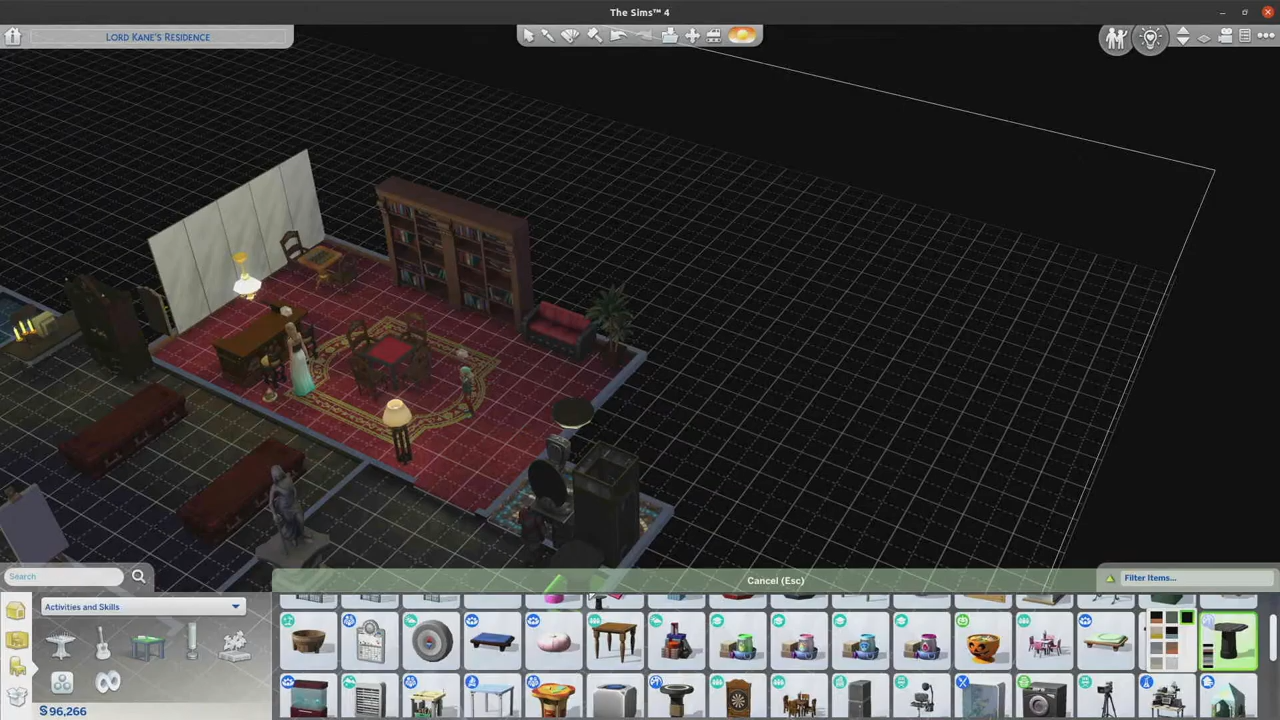 The Sims™ 4
LORD KANE'S RESIDENCE
Cancel (Esc)
Search
Filter Items...
Activities and Skills
$96,266